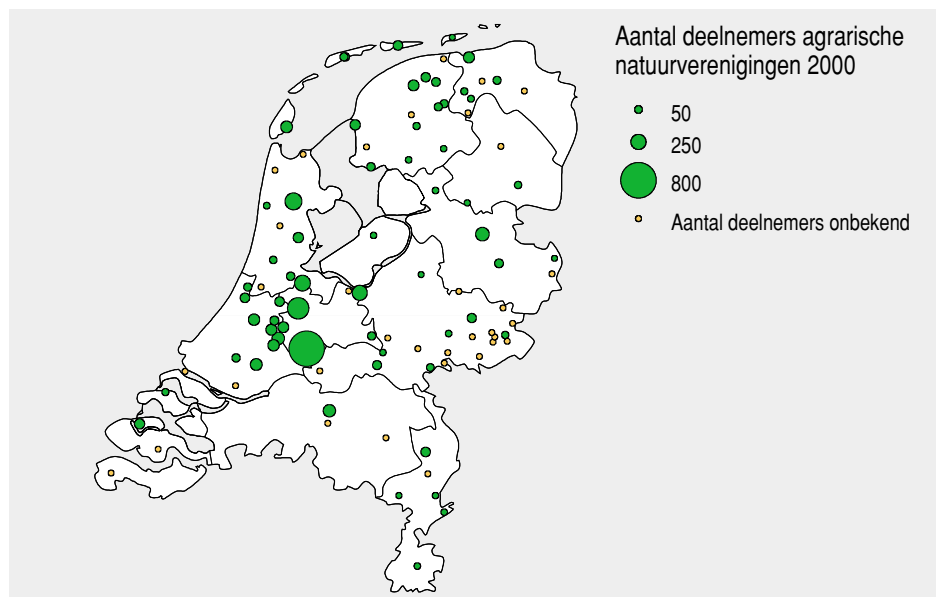 Aantal deelnemers agrarische
natuurverenigingen 2000
50
250
800
Aantal deelnemers onbekend